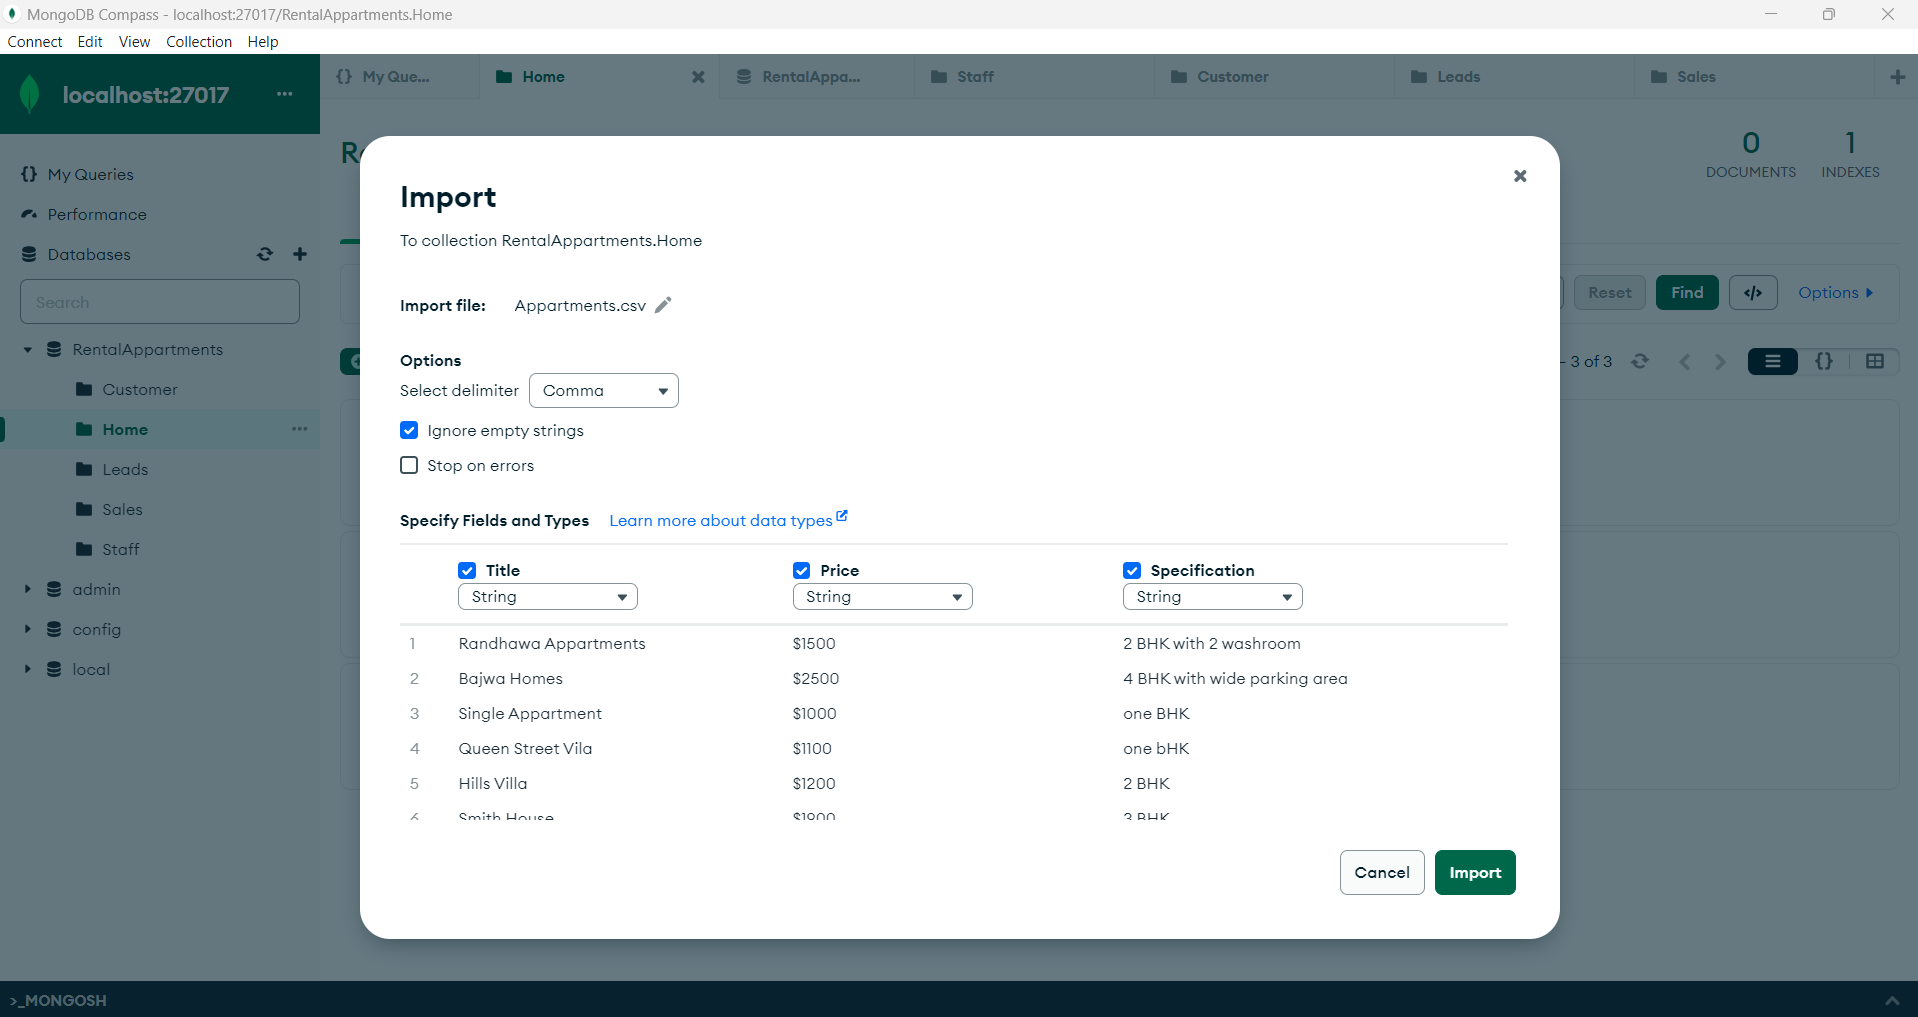 MongoDB Compass - localhost:27017/RentalAppartments.Home
Connect Edit View Collection Help
localhost:27017 ...
{} My Que...
Home
RentalAppa...
Staff
Customer
Leads
Sales
My Queries
Performance
Databases
Search
RentalAppartments
Customer
Home
Leads
Sales
Staff
admin
config
local
0
DOCUMENTS
1
INDEXES
Reset
Find
</>
Options
3 of 3
{}
Import
To collection RentalAppartments.Home
Import file: Appartments.csv
Options
Select delimiter Comma
Ignore empty strings
Stop on errors
Specify Fields and Types Learn more about data types
Title Price Specification
String String String
1 Randhawa Appartments $1500 2 BHK with 2 washroom
2 Bajwa Homes $2500 4 BHK with wide parking area
3 Single Appartment $1000 one BHK
4 Queen Street Vila $1100 one bHK
5 Hills Villa $1200 2 BHK
6 Smith House 3 BHK
Cancel Import
>_MONGOSH